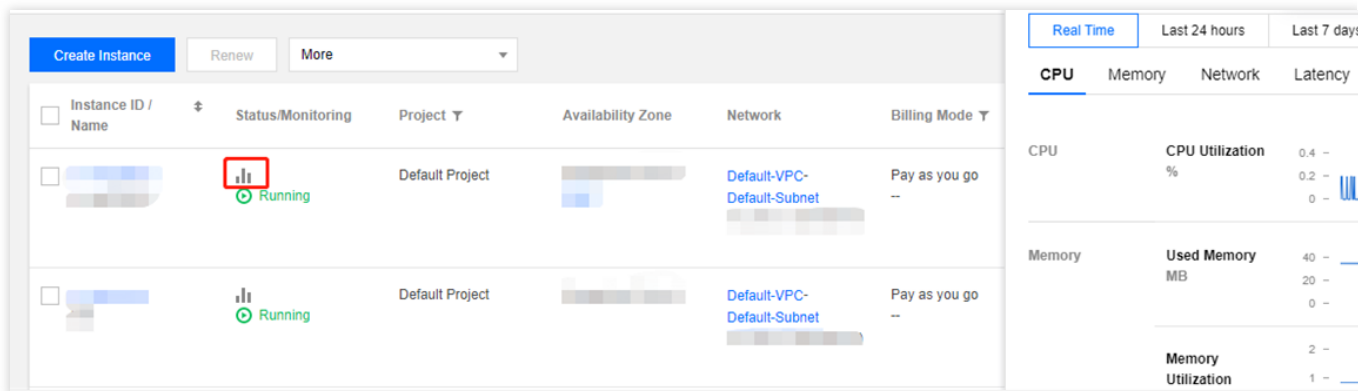 Create Instance
Renew
More
Instance ID /
Name
Status/Monitoring
Project
Availability Zone
Network
Billing Mode
Default Project
Default-VPC-
Default-Subnet
Pay as you go
--
Running
Default Project
Default-VPC-
Default-Subnet
Pay as you go
--
Running
Real Time
Last 24 hours
Last 7 days
CPU
Memory
Network
Latency
CPU
CPU Utilization
%
0.4
0.2
0
Memory
Used Memory
MB
40
20
0
Memory
Utilization
2
1